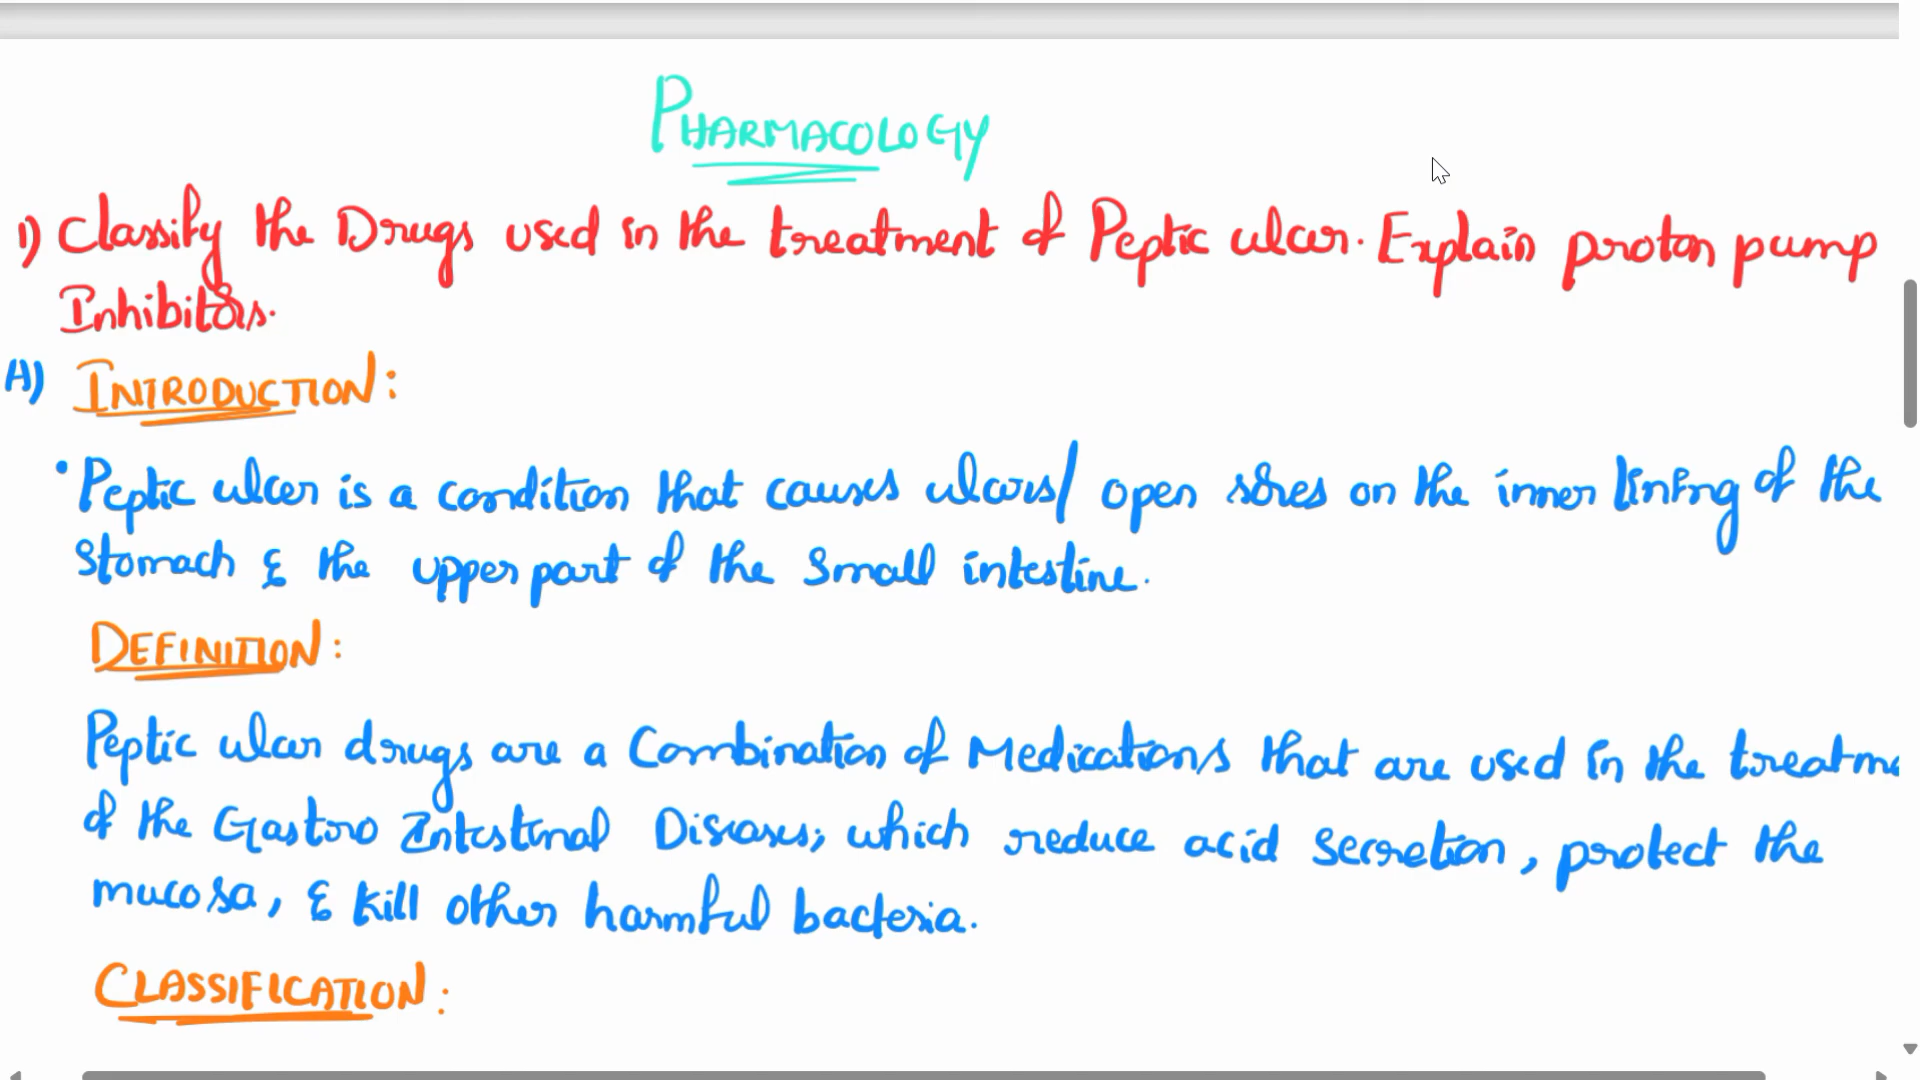 PHARMACOLOGY
1) Classify the Drugs used in the treatment of Peptic ulcer. Explain proton pump
Inhibitors.
A) INTRODUCTION:
• Peptic ulcer is a condition that causes ulcers/ open sores on the inner lining of the
Stomach & the upper part of the Small intestine.
DEFINITION:
Peptic ulcer drugs are a Combination of Medications that are used in the treatme
of the Gastro Intestinal Diseases, which reduce acid secretion, protect the
mucosa, & kill other harmful bacteria.
CLASSIFICATION: